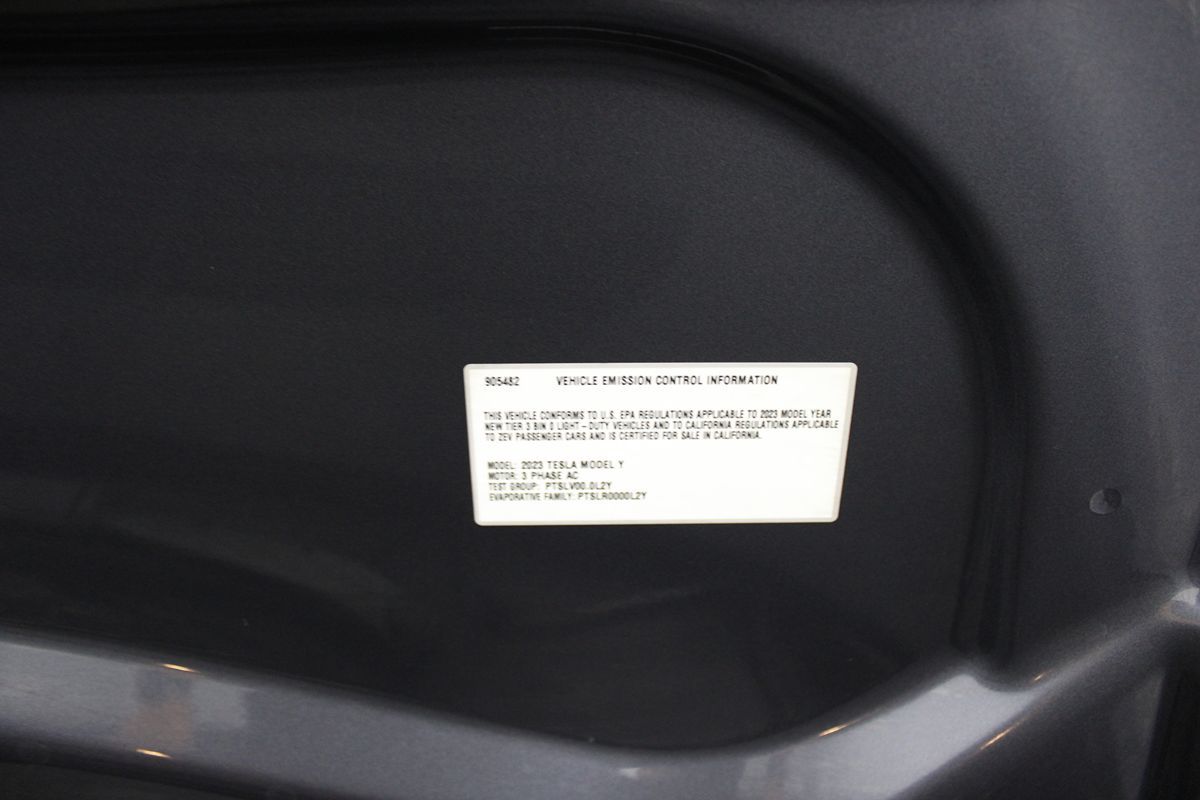 905482 VEHICLE EMISSION CONTROL INFORMATION
THIS VEHICLE CONFORMS TO U.S. EPA REGULATIONS APPLICABLE TO 2023 MODEL YEAR
NEW TIER 3 BIN 0 LIGHT-DUTY VEHICLES AND TO CALIFORNIA REGULATIONS APPLICABLE
TO ZEV PASSENGER CARS AND IS CERTIFIED FOR SALE IN CALIFORNIA.
MODEL: 2023 TESLA MODEL Y
MOTOR: 3 PHASE AC
TEST GROUP: PTSLV00.0L2Y
EVAPORATIVE FAMILY: PTSLR0000L2Y